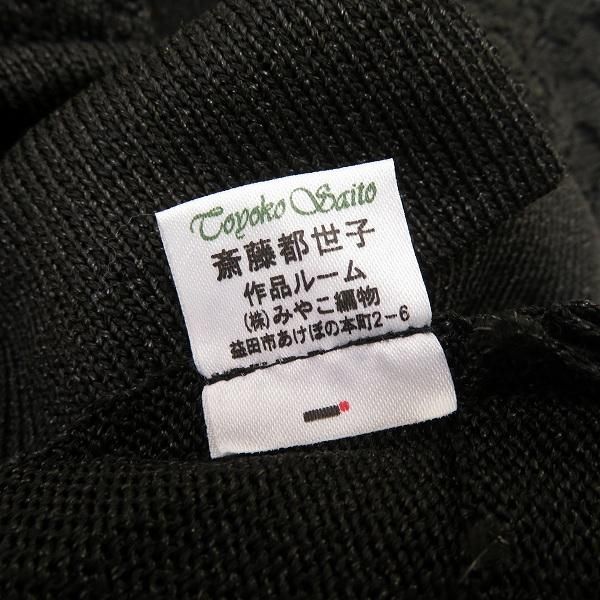 Toyoko Saito
斎藤都世子
作品ルーム
(株)みやこ編物
益田市あけぼの本町2-6